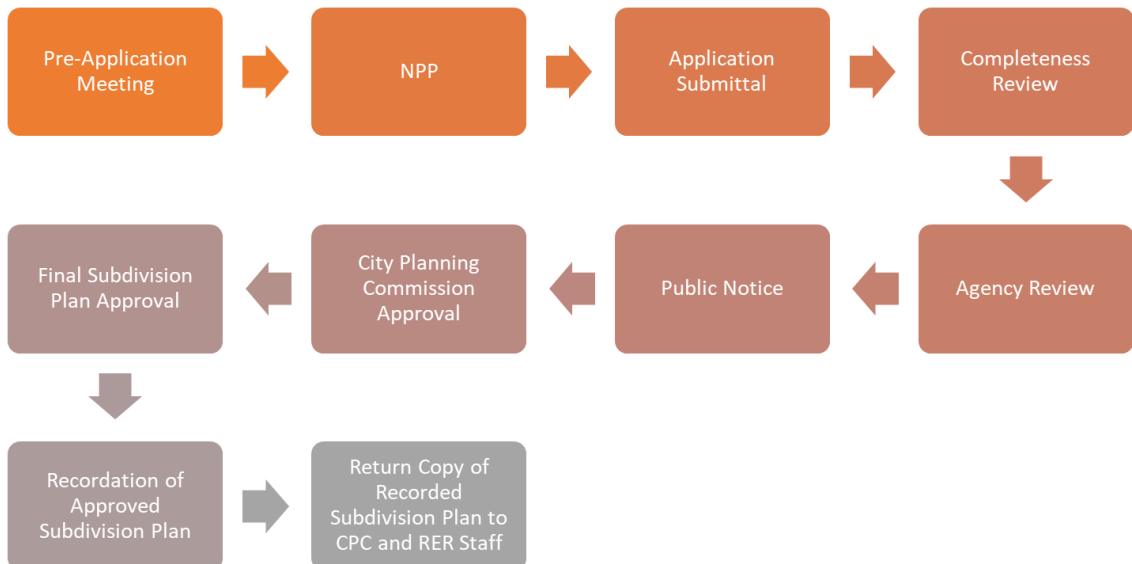 Pre-Application
Meeting
NPP
Application
Submittal
Completeness
Review
Agency Review
Public Notice
City Planning
Commission
Approval
Final Subdivision
Plan Approval
Recordation of
Approved
Subdivision Plan
Return Copy of
Recorded
Subdivision Plan to
CPC and RER Staff